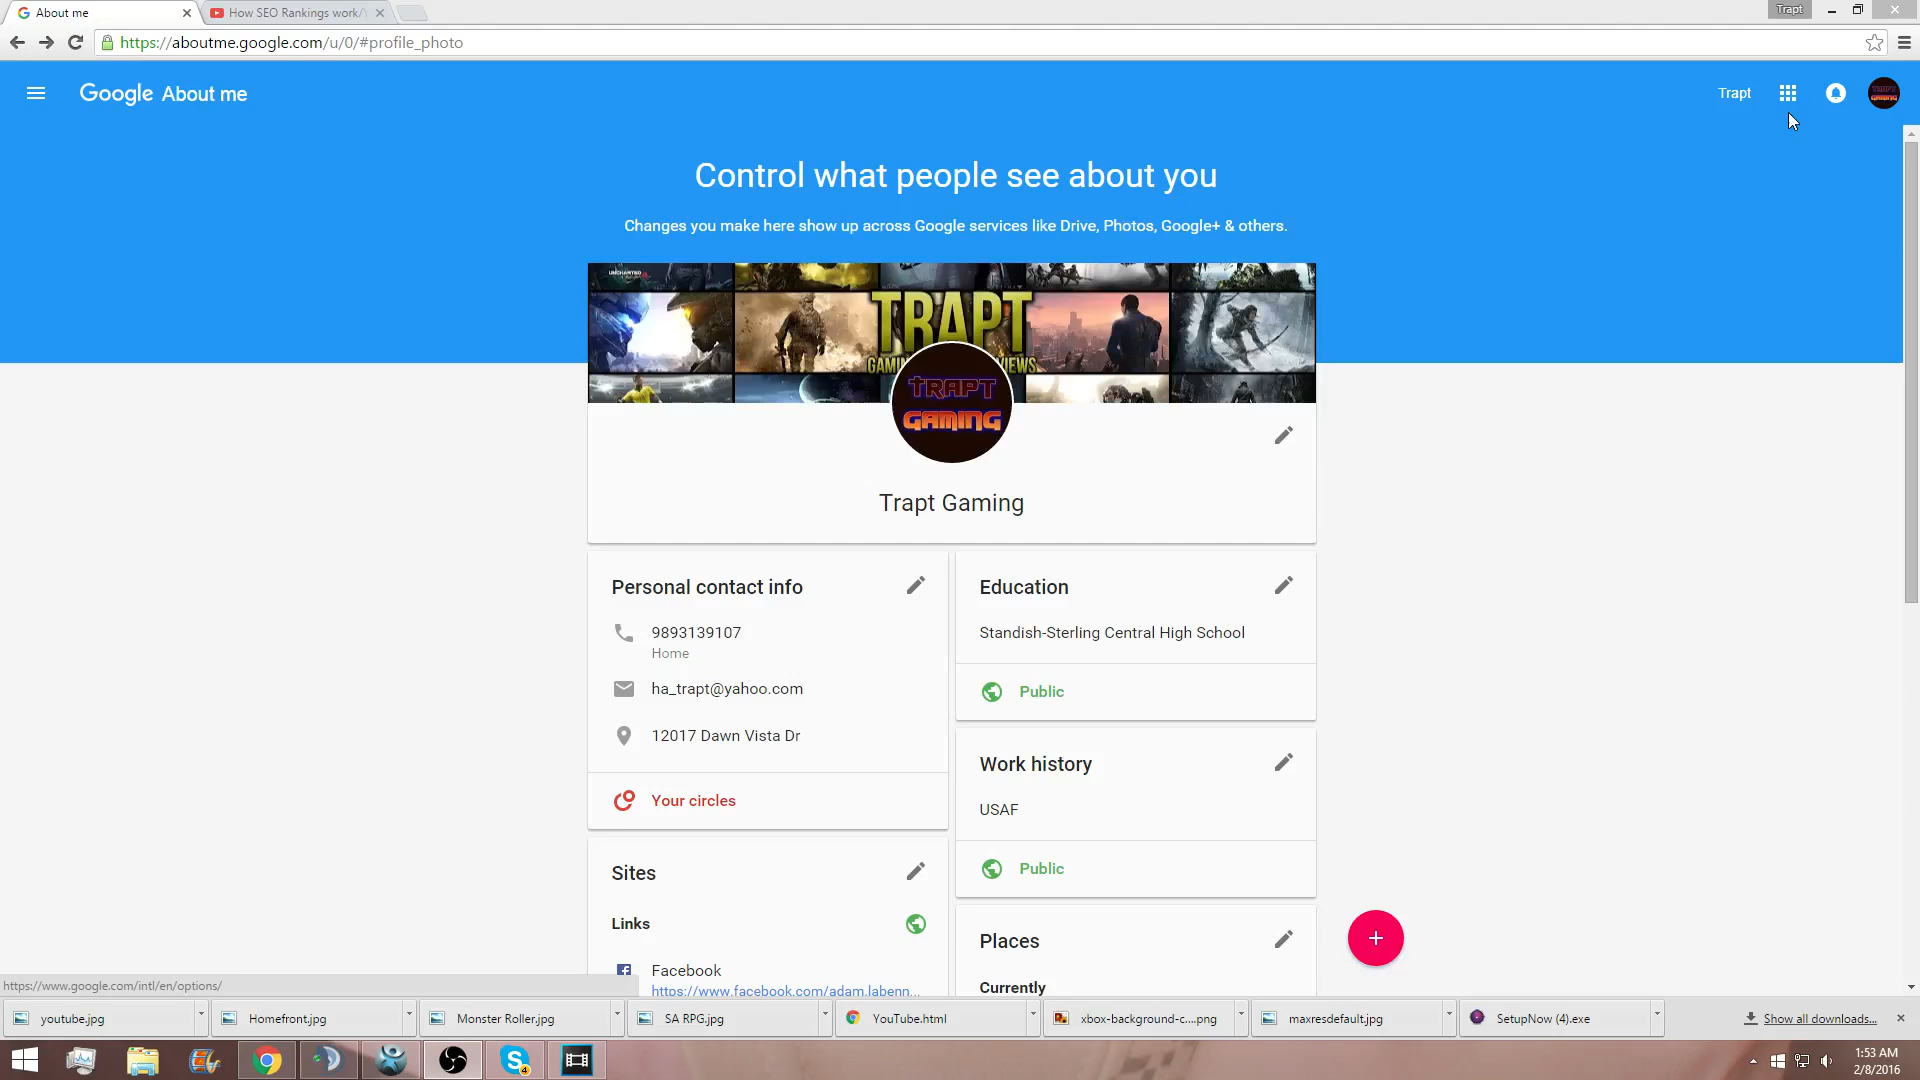 About me
How SEO Rankings work/
Trapt
https://aboutme.google.com/u/0/#profile_photo
Google About me
Trapt
Control what people see about you
Changes you make here show up across Google services like Drive, Photos, Google+ & others.
UNCHARTED
TRAPT
TRAPT
GAMING
Trapt Gaming
Personal contact info
9893139107
Home
ha_trapt@yahoo.com
12017 Dawn Vista Dr
Your circles
Education
Standish-Sterling Central High School
Public
Work history
USAF
Public
Sites
Links
Facebook
https://www.facebook.com/adam.labenn...
Places
Currently
https://www.google.com/intl/en/options/
youtube.jpg
Homefront.jpg
Monster Roller.jpg
SA RPG.jpg
YouTube.html
xbox-background-c....png
maxresdefault.jpg
SetupNow (4).exe
Show all downloads...
4
1:53 AM
2/8/2016